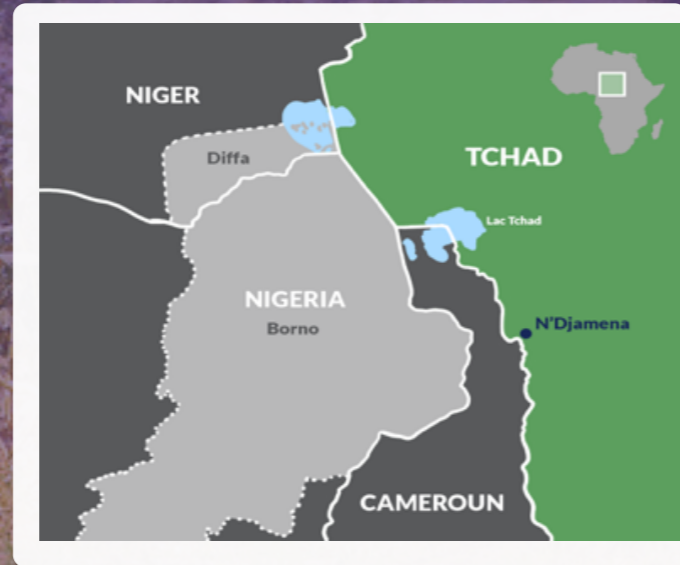 NIGER
Diffa
TCHAD
Lac Tchad
NIGERIA
Borno
N'Djamena
CAMEROUN